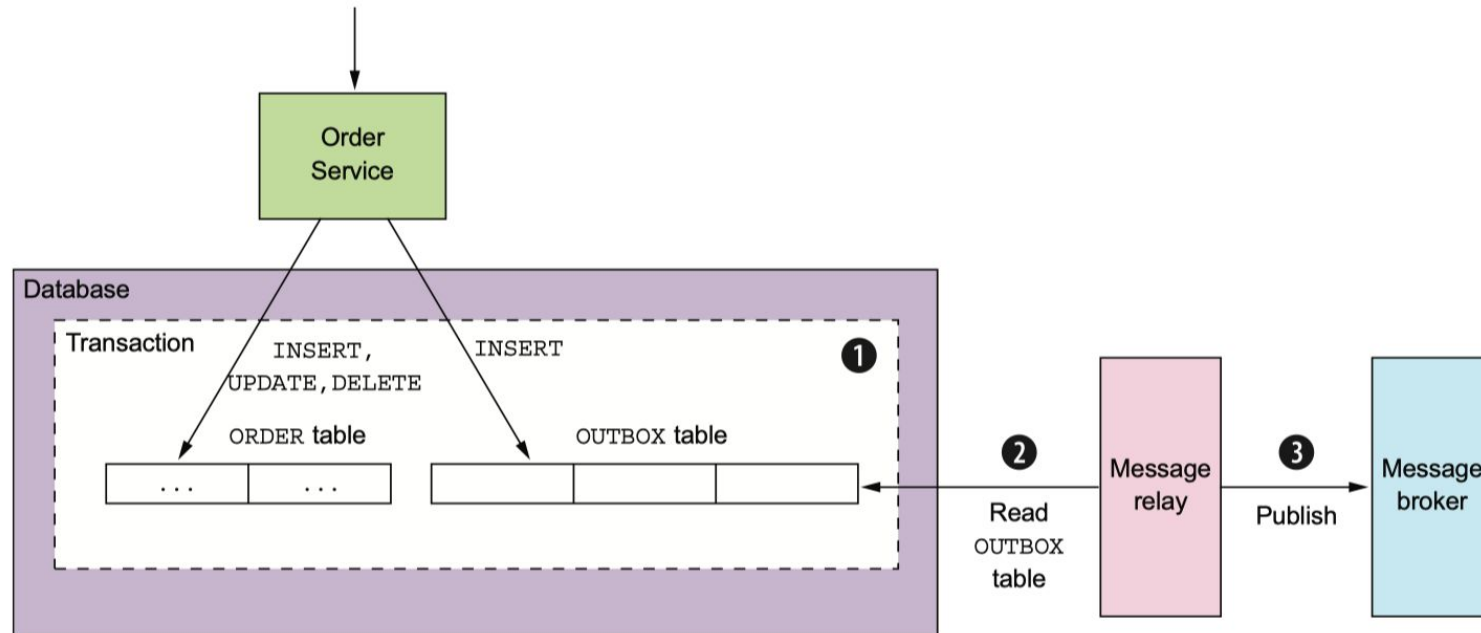 Order
Service
Database
Transaction
INSERT,
UPDATE,DELETE
INSERT
1
ORDER table
OUTBOX table
... ...
2
Read
OUTBOX
table
Message
relay
3
Publish
Message
broker